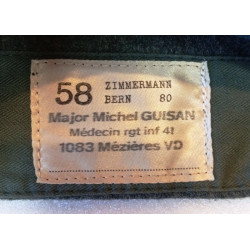 58 ZIMMERMANN
BERN 80
Major Michel GUISAN
Médecin rgt inf 41
1083 Mézières VD